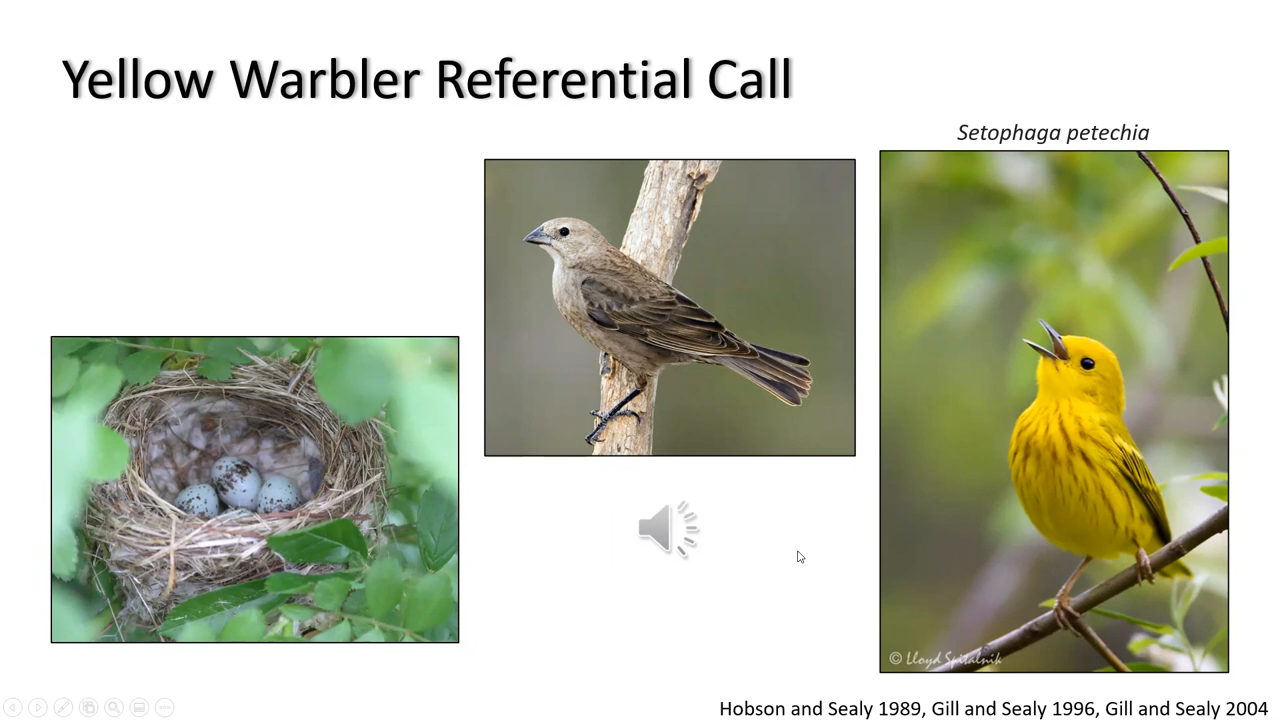 Yellow Warbler Referential Call
Setophaga petechia
© Lloyd Spitalnik
Hobson and Sealy 1989, Gill and Sealy 1996, Gill and Sealy 2004